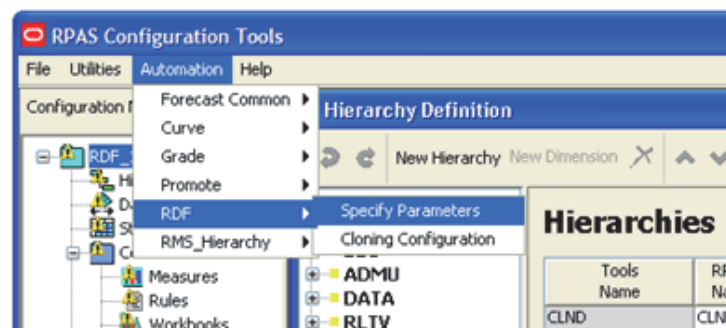 RPAS Configuration Tools
File Utilities Automation Help
Configuration
Forecast Common
Curve
Grade
Promote
RDF
RMS_Hierarchy
Specify Parameters
Cloning Configuration
Hierarchy Definition
New Hierarchy New Dimension
RDF_
Measures
Rules
Workbooks
ADMU
DATA
RLTV
Hierarchies
Tools
Name
CLND